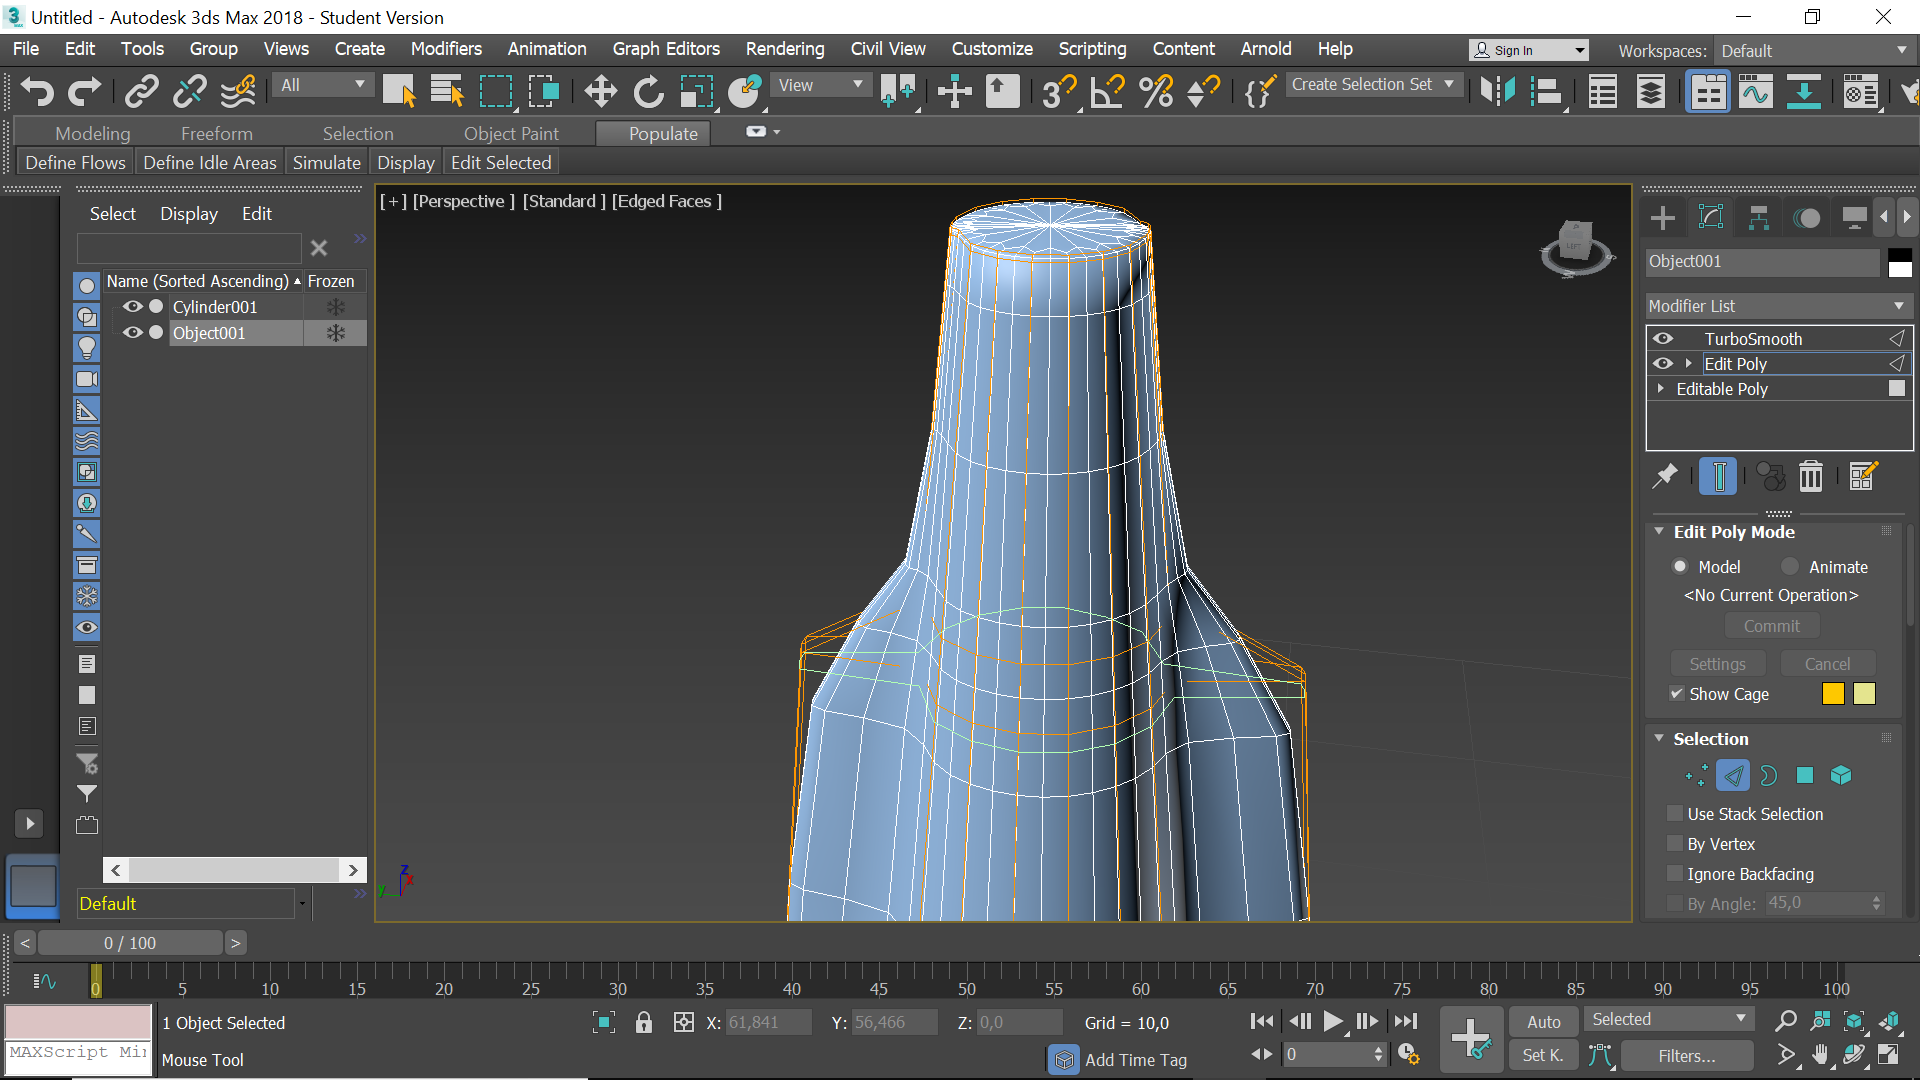 Untitled - Autodesk 3ds Max 2018 - Student Version
File Edit Tools Group Views Create Modifiers Animation Graph Editors Rendering Civil View Customize Scripting Content Arnold Help Sign In Workspaces: Default
All View 3 Create Selection Set
Modeling Freeform Selection Object Paint Populate
Define Flows Define Idle Areas Simulate Display Edit Selected
Select Display Edit
[ + ] [Perspective ] [Standard ] [Edged Faces ]
Name (Sorted Ascending) Frozen
Cylinder001
Object001
Default
Object001
Modifier List
TurboSmooth
Edit Poly
Editable Poly
Edit Poly Mode
Model Animate
<No Current Operation>
Commit
Settings Cancel
Show Cage
Selection
Use Stack Selection
By Vertex
Ignore Backfacing
By Angle: 45,0
z
x
y
< 0 / 100 >
0 5 10 15 20 25 30 35 40 45 50 55 60 65 70 75 80 85 90 95 100
1 Object Selected X: 61,841 Y: 56,466 Z: 0,0 Grid = 10,0 Auto Selected
MAXScript Mi
Mouse Tool Add Time Tag 0 Set K. Filters...